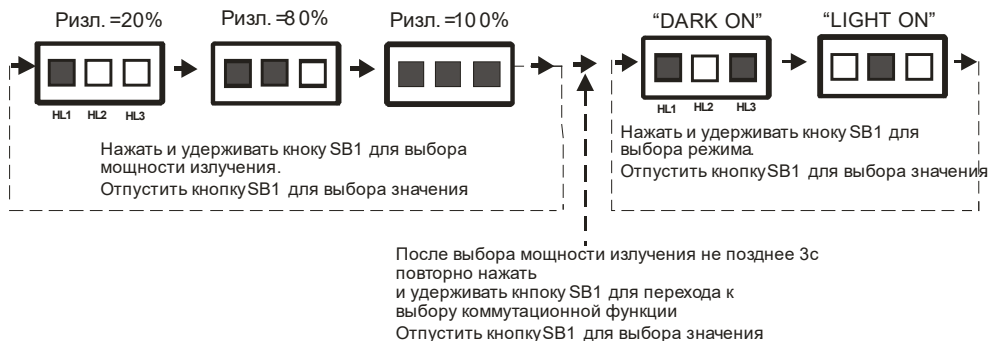 Ризл. =20%
Ризл. =80%
Ризл. =100%
“DARK ON”
“LIGHT ON”
HL1 HL2 HL3
HL1 HL2 HL3
Нажать и удерживать кноку SB1 для выбора
мощности излучения.
Отпустить кнопку SB1 для выбора значения
Нажать и удерживать кноку SB1 для
выбора режима.
Отпустить кнопку SB1 для выбора значения
После выбора мощности излучения не позднее 3с
повторно нажать
и удерживать кнпоку SB1 для перехода к
выбору коммутационной функции
Отпустить кнопку SB1 для выбора значения